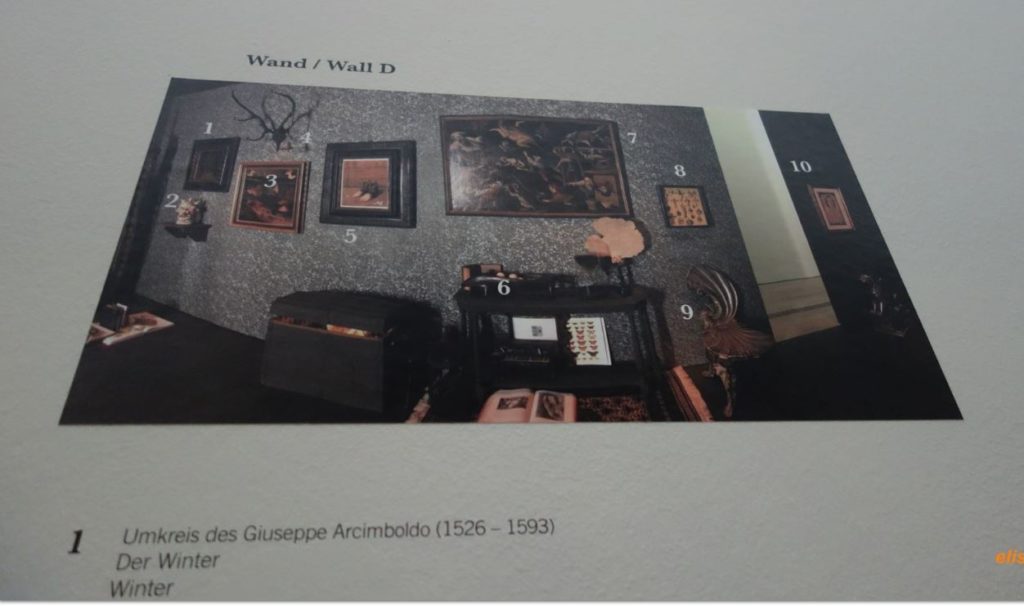 Wand / Wall D
1
4
10
7
8
3
2
5
6
9
1 Umkreis des Giuseppe Arcimboldo (1526 – 1593)
Der Winter
Winter